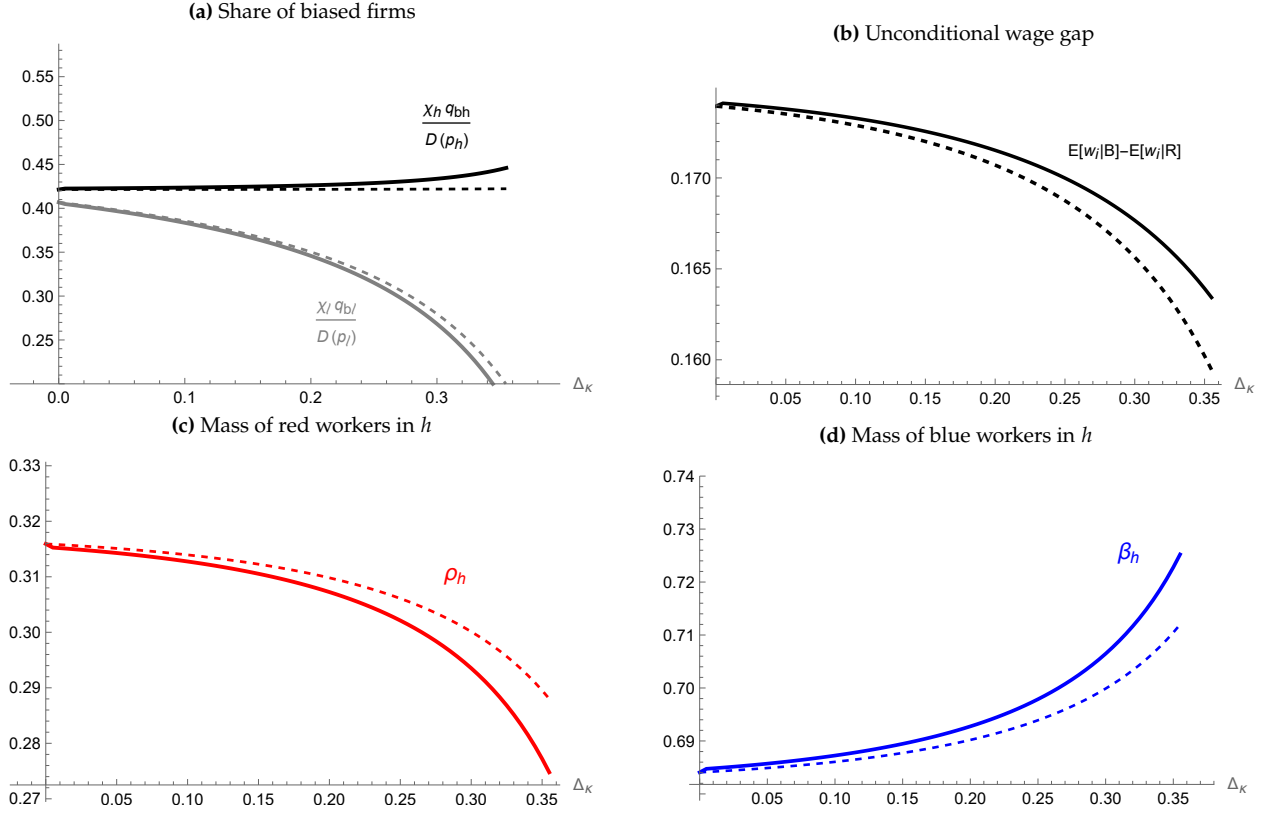 (a) Share of biased firms
0.55
0.50
0.45
0.40
0.35
0.30
0.25
χh qbh
D (ph)
χl qbl
D (pl)
0.0 0.1 0.2 0.3 Δκ
(b) Unconditional wage gap
0.170
0.165
0.160
E[wi|B]-E[wi|R]
0.05 0.10 0.15 0.20 0.25 0.30 0.35 Δκ
(c) Mass of red workers in h
0.33
0.32
0.31
0.30
0.29
0.28
0.27
ρh
0.05 0.10 0.15 0.20 0.25 0.30 0.35 Δκ
(d) Mass of blue workers in h
0.74
0.73
0.72
0.71
0.70
0.69
βh
0.05 0.10 0.15 0.20 0.25 0.30 0.35 Δκ